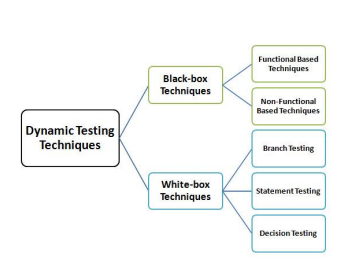 Dynamic Testing
Techniques
Black-box
Techniques
Functional Based
Techniques
Non-Functional
Based Techniques
White-box
Techniques
Branch Testing
Statement Testing
Decision Testing